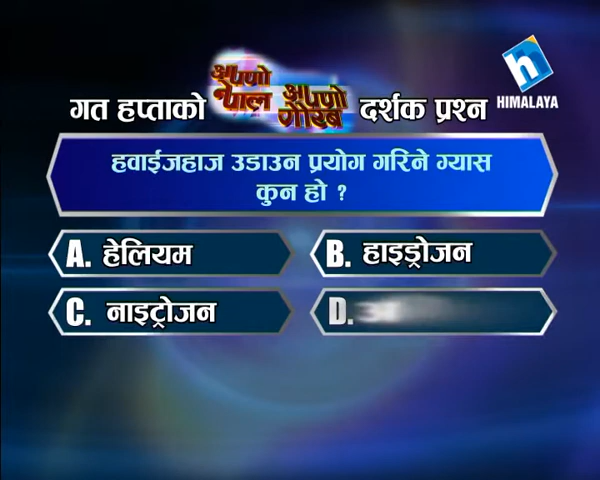 गत हप्ताको आफ्नो नेपाल आफ्नो गौरब दर्शक प्रश्न
HIMALAYA
हवाईजहाज उडाउन प्रयोग गरिने ग्यास
कुन हो ?
A. हेलियम
B. हाइड्रोजन
C. नाइट्रोजन
D.